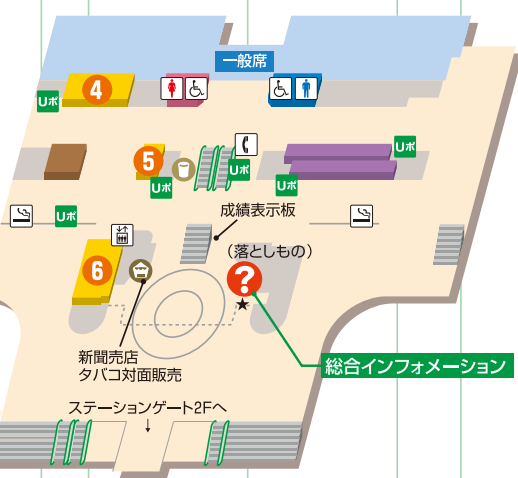 一般席
4
Uポ
5
Uポ
Uポ
Uポ
Uポ
Uポ
成績表示板
(落としもの)
6
?
新聞売店
タバコ対面販売
総合インフォメーション
ステーションゲート2Fへ